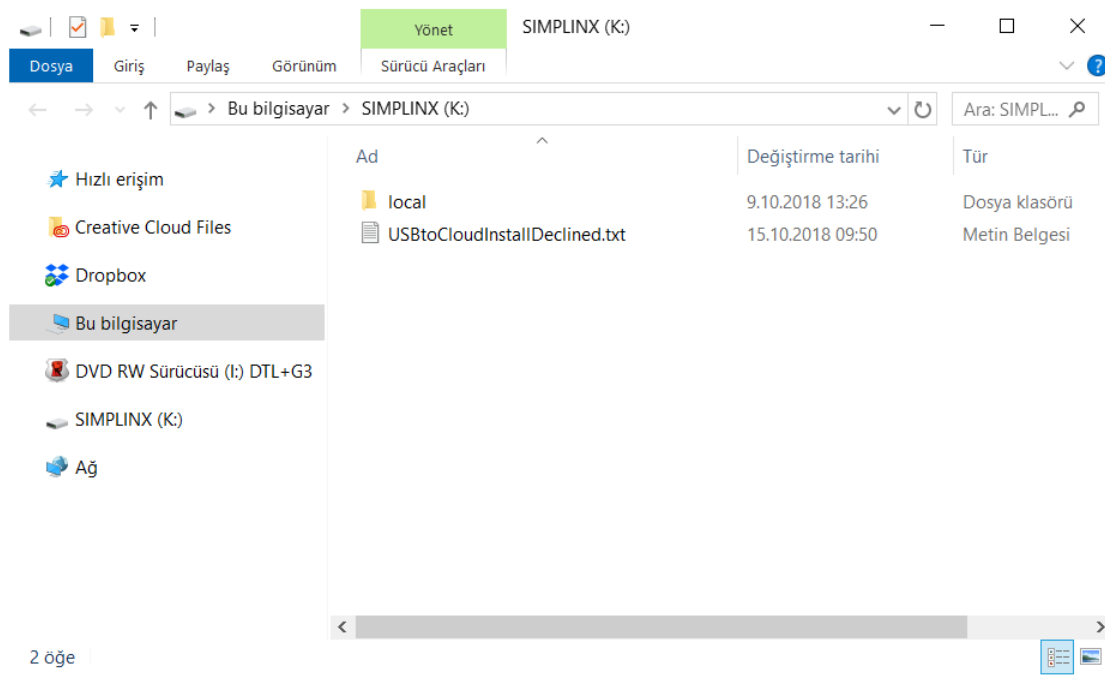 Yönet SIMPLINX (K:)
Dosya Giriş Paylaş Görünüm Sürücü Araçları ?
Bu bilgisayar SIMPLINX (K:) Ara: SIMPL...
Ad Değiştirme tarihi Tür
Hızlı erişim
Creative Cloud Files
Dropbox
Bu bilgisayar
DVD RW Sürücüsü (I:) DTL+G3
SIMPLINX (K:)
Ağ
local 9.10.2018 13:26 Dosya klasörü
USBtoCloudInstallDeclined.txt 15.10.2018 09:50 Metin Belgesi
2 öğe